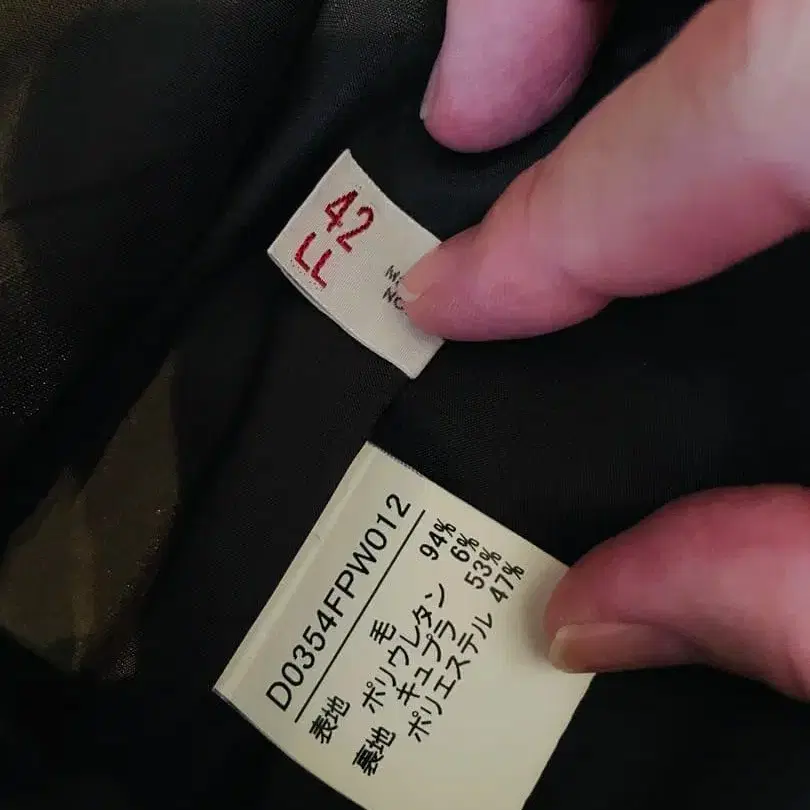 42
LL
D0354FPW012
表地 毛 94%
ポリウレタン 6%
裏地 キュプラ 53%
ポリエステル 47%